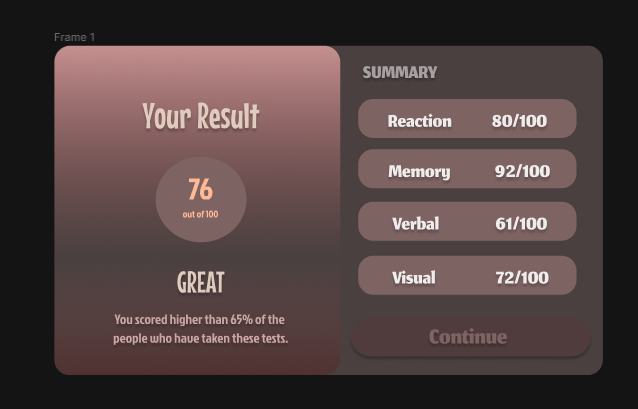 Frame 1
Your Result
76
out of 100
GREAT
You scored higher than 65% of the
people who have taken these tests.
SUMMARY
Reaction 80/100
Memory 92/100
Verbal 61/100
Visual 72/100
Continue